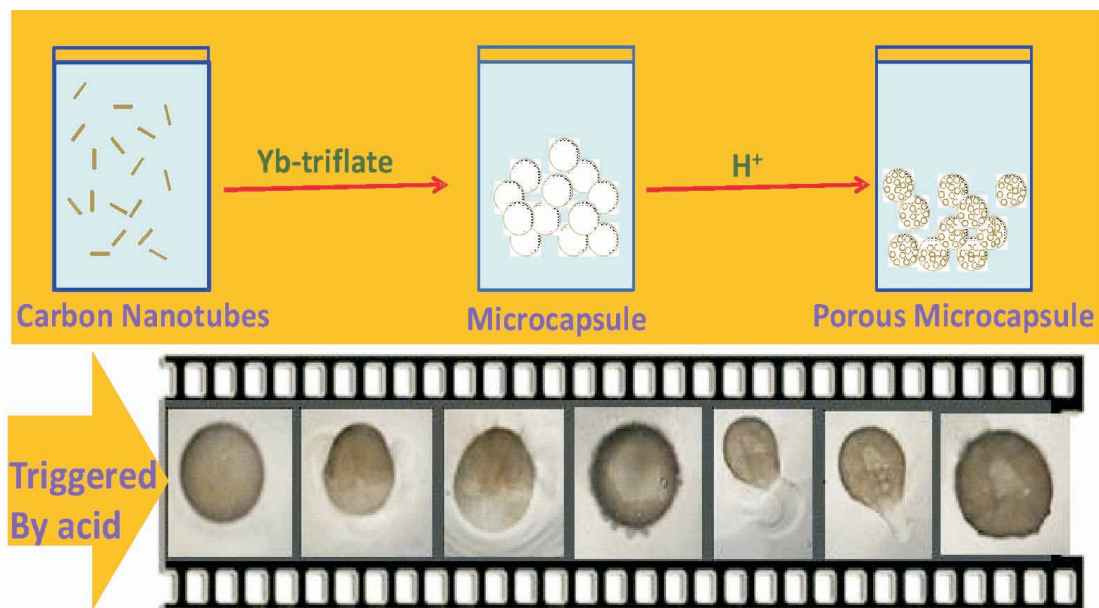 Yb-triflate
H⁺
Carbon Nanotubes
Microcapsule
Porous Microcapsule
Triggered
By acid